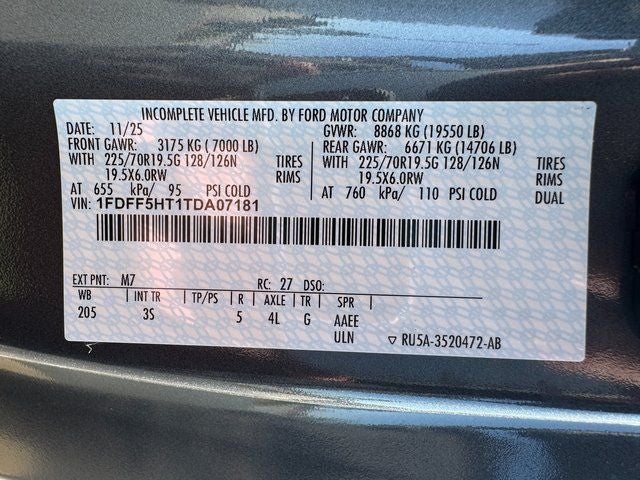 INCOMPLETE VEHICLE MFD. BY FORD MOTOR COMPANY
DATE: 11/25 GVWR: 8868 KG (19550 LB)
FRONT GAWR: 3175 KG ( 7000 LB) REAR GAWR: 6671 KG (14706 LB)
WITH 225/70R19.5G 128/126N TIRES WITH 225/70R19.5G 128/126N TIRES
19.5X6.0RW RIMS 19.5X6.0RW RIMS
AT 655 kPa/ 95 PSI COLD AT 760 kPa/ 110 PSI COLD DUAL
VIN: 1FDFF5HT1TDA07181
EXT PNT: M7 RC: 27 DSO:
WB INT TR TP/PS R AXLE TR SPR
205 3S 5 4L G AAEE
ULN RU5A-3520472-AB